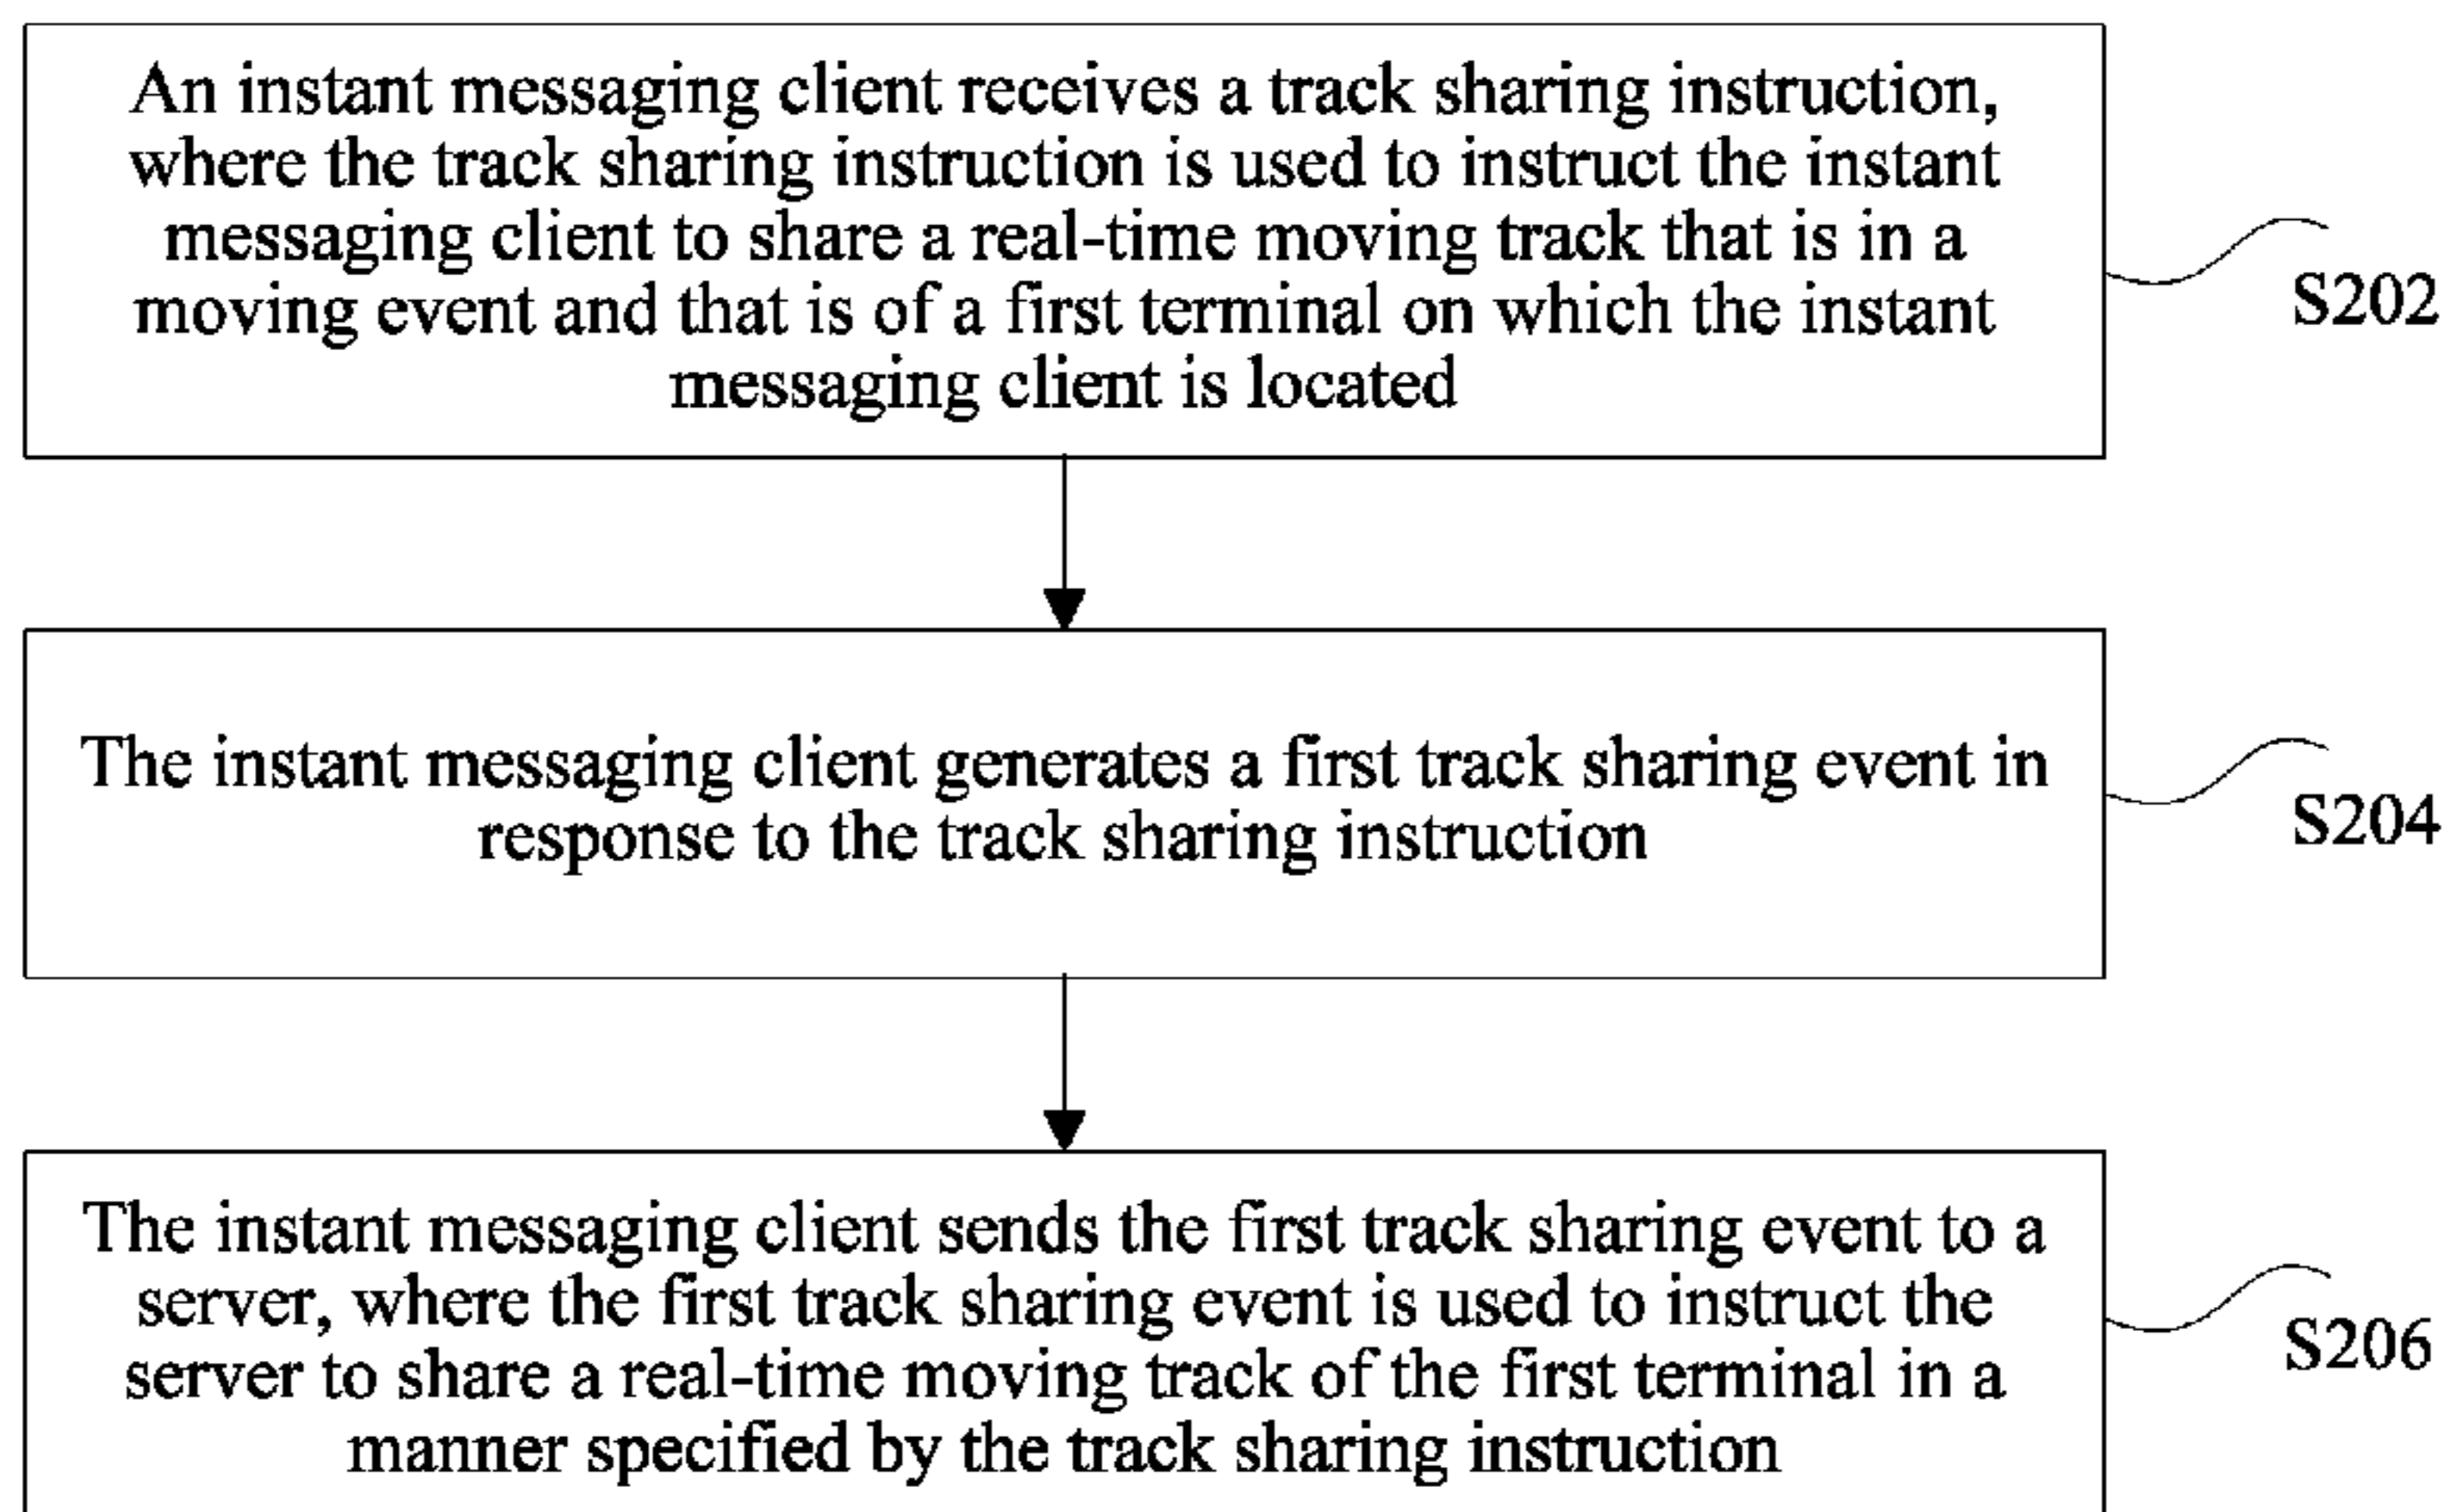 An instant messaging client receives a track sharing instruction,
where the track sharing instruction is used to instruct the instant
messaging client to share a real-time moving track that is in a
moving event and that is of a first terminal on which the instant
messaging client is located
S202
The instant messaging client generates a first track sharing event in
response to the track sharing instruction
S204
The instant messaging client sends the first track sharing event to a
server, where the first track sharing event is used to instruct the
server to share a real-time moving track of the first terminal in a
manner specified by the track sharing instruction
S206